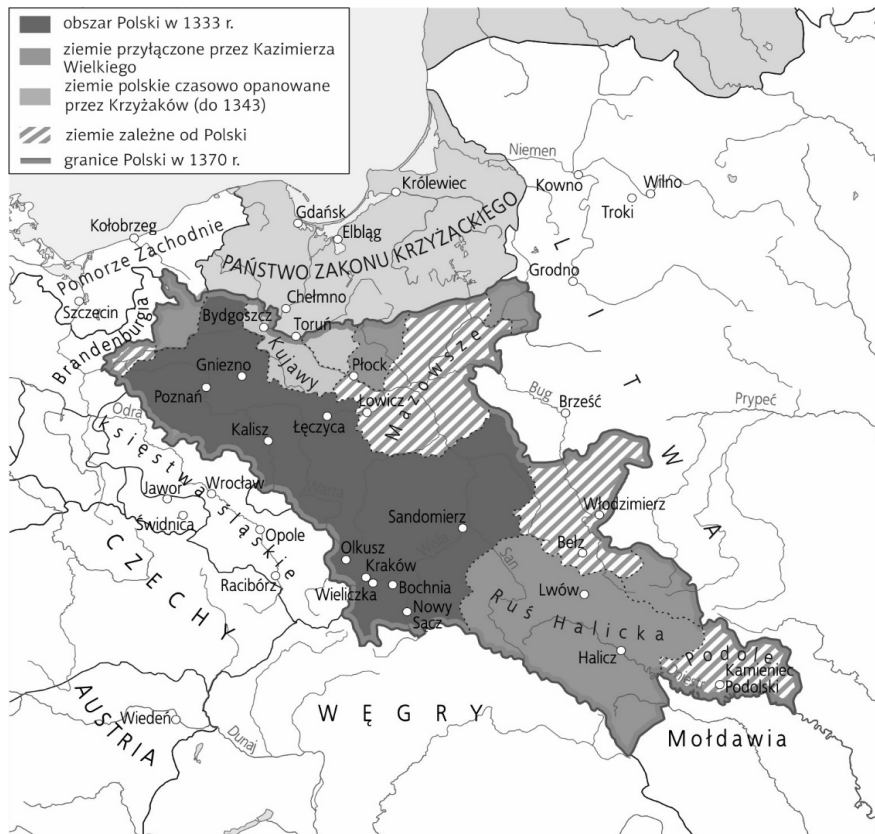 obszar Polski w 1333 r.
ziemie przyłączone przez Kazimierza
Wielkiego
ziemie polskie czasowo opanowane
przez Krzyżaków (do 1343)
ziemie zależne od Polski
granice Polski w 1370 r.
Niemen
Kowno
Wilno
Troki
Królewiec
Gdańsk
Elbląg
Kołobrzeg
Pomorze Zachodnie
PAŃSTWO ZAKONU KRZYŻACKIEGO
Grodno
LITWA
Szczecin
Chełmno
Bydgoszcz
Toruń
Brandenburgia
Kujawy
Gniezno
Płock
Mazowsze
Poznań
Łowicz
Bug
Brześć
Prypeć
Odra
Łęczyca
Kalisz
księstwa śląskie
Wrocław
Warta
Jawor
Świdnica
Sandomierz
Włodzimierz
Opole
Wisła
Bełz
CZECHY
Olkusz
Kraków
San
Racibórz
Wieliczka
Bochnia
Lwów
Nowy
Sącz
Ruś Halicka
Halicz
Podole
Dniestr
Kamieniec
Podolski
AUSTRIA
Wiedeń
Dunaj
WĘGRY
Mołdawia